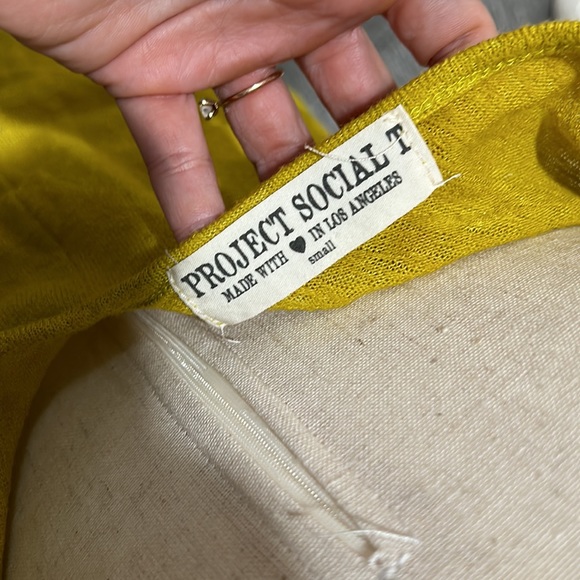 PROJECT SOCIAL T
MADE WITH ♥ IN LOS ANGELES
small